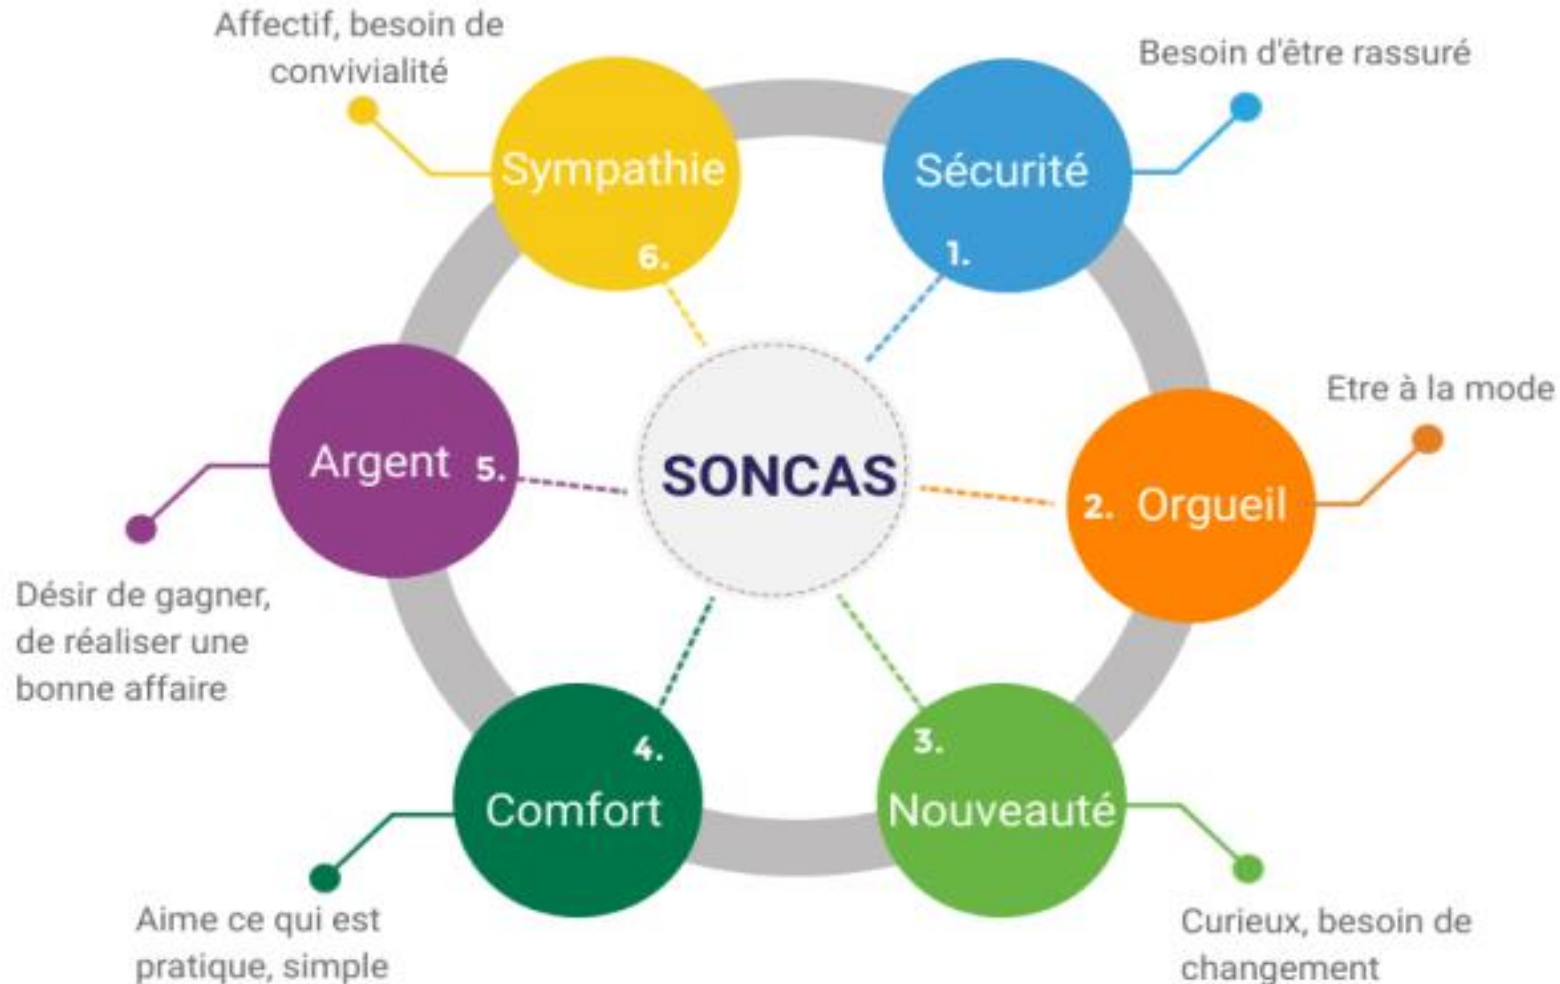 Affectif, besoin de
convivialité
Besoin d'être rassuré
Sympathie
6.
Sécurité
1.
Etre à la mode
Argent 5.
SONCAS
2. Orgueil
Désir de gagner,
de réaliser une
bonne affaire
4.
Comfort
3.
Nouveauté
Aime ce qui est
pratique, simple
Curieux, besoin de
changement